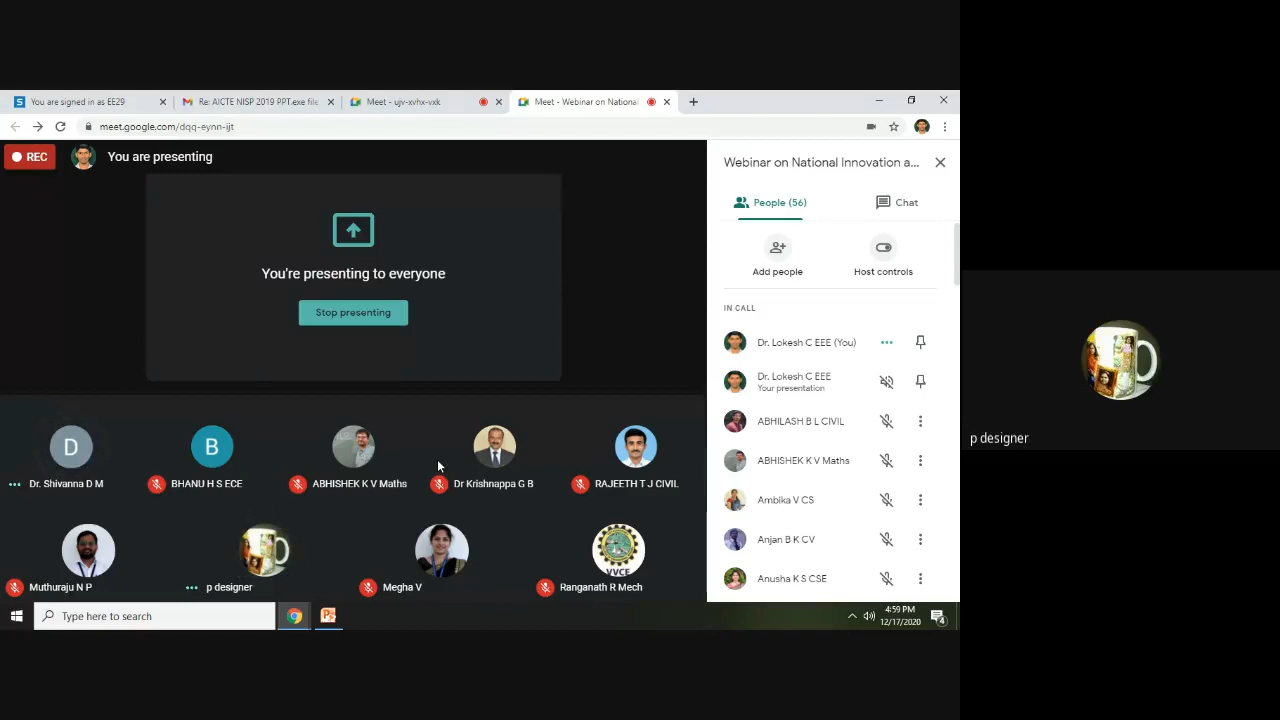 You are signed in as EE29
Re: AICTE NISP 2019 PPT.exe file
Meet - ujv-xvhx-vxk
Meet - Webinar on National
meet.google.com/dqq-eynn-ijt
REC
You are presenting
You're presenting to everyone
Stop presenting
Dr. Shivanna D M
BHANU H S ECE
ABHISHEK K V Maths
Dr Krishnappa G B
RAJEETH T J CIVIL
Muthuraju N P
p designer
Megha V
VVCE
Ranganath R Mech
Webinar on National Innovation a...
People (56)
Chat
Add people
Host controls
IN CALL
Dr. Lokesh C EEE (You)
Dr. Lokesh C EEE
Your presentation
ABHILASH B L CIVIL
ABHISHEK K V Maths
Ambika V CS
Anjan B K CV
Anusha K S CSE
Type here to search
4:59 PM
12/17/2020
4
p designer